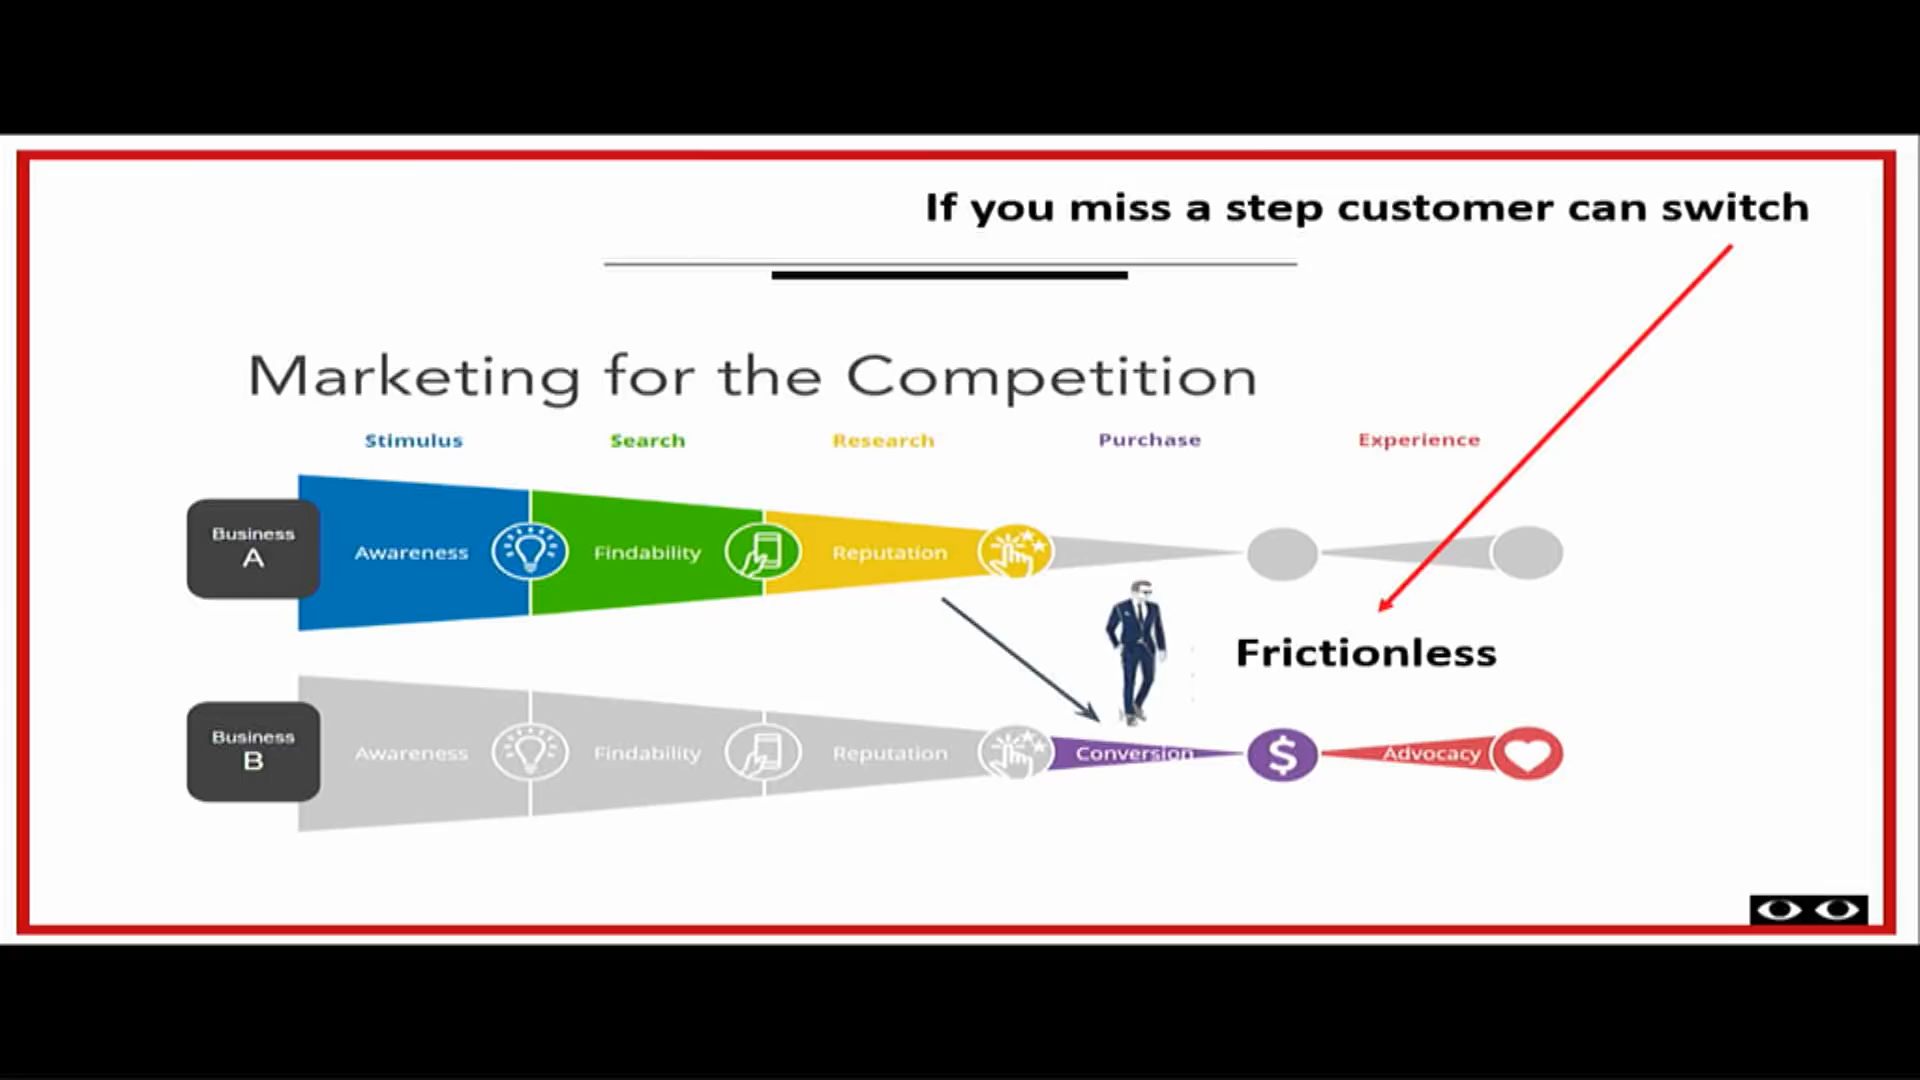 If you miss a step customer can switch
Marketing for the Competition
Stimulus Search Research Purchase Experience
Business
A
Awareness Findability Reputation
Frictionless
Business
B
Awareness Findability Reputation Conversion $ Advocacy